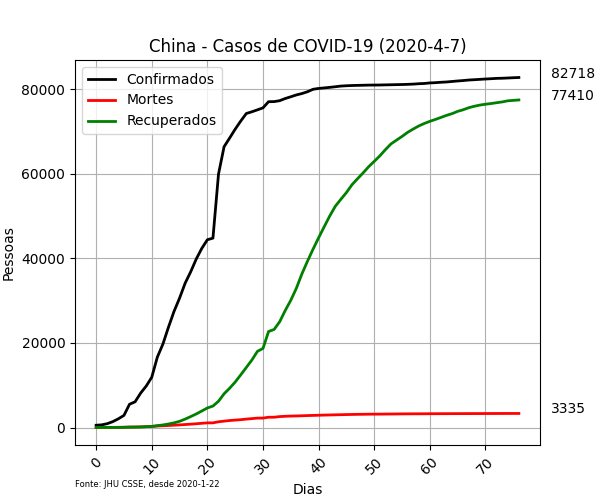 China - Casos de COVID-19 (2020-4-7)
Confirmados
Mortes
Recuperados
82718
77410
3335
80000
60000
40000
20000
0
Pessoas
0 10 20 30 40 50 60 70
Dias
Fonte: JHU CSSE, desde 2020-1-22